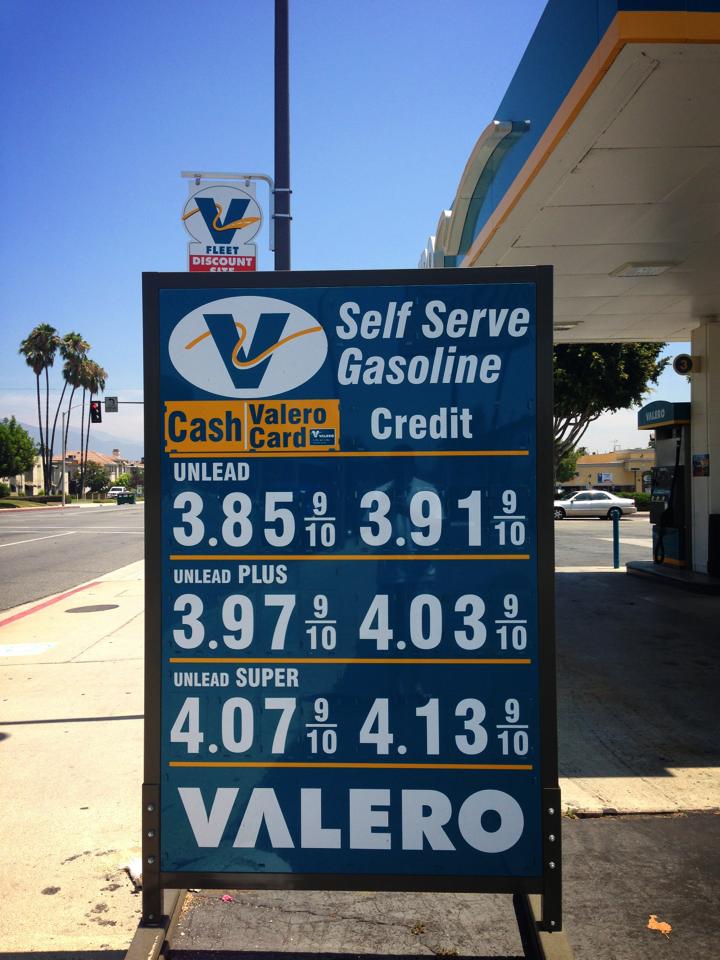 FLEET
DISCOUNT
SITE
Self Serve
Gasoline
Cash Valero Card Credit
UNLEAD
3.85 9/10 3.91 9/10
UNLEAD PLUS
3.97 9/10 4.03 9/10
UNLEAD SUPER
4.07 9/10 4.13 9/10
VALERO
VALERO
3